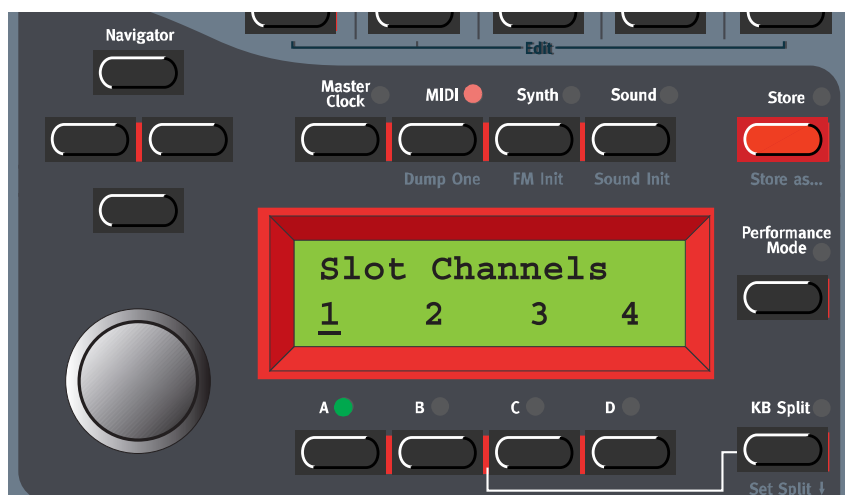 Navigator
Edit
Master Clock
MIDI
Synth
Sound
Store
Dump One
FM Init
Sound Init
Store as...
Performance Mode
Slot Channels
1 2 3 4
A
B
C
D
KB Split
Set Split ↓